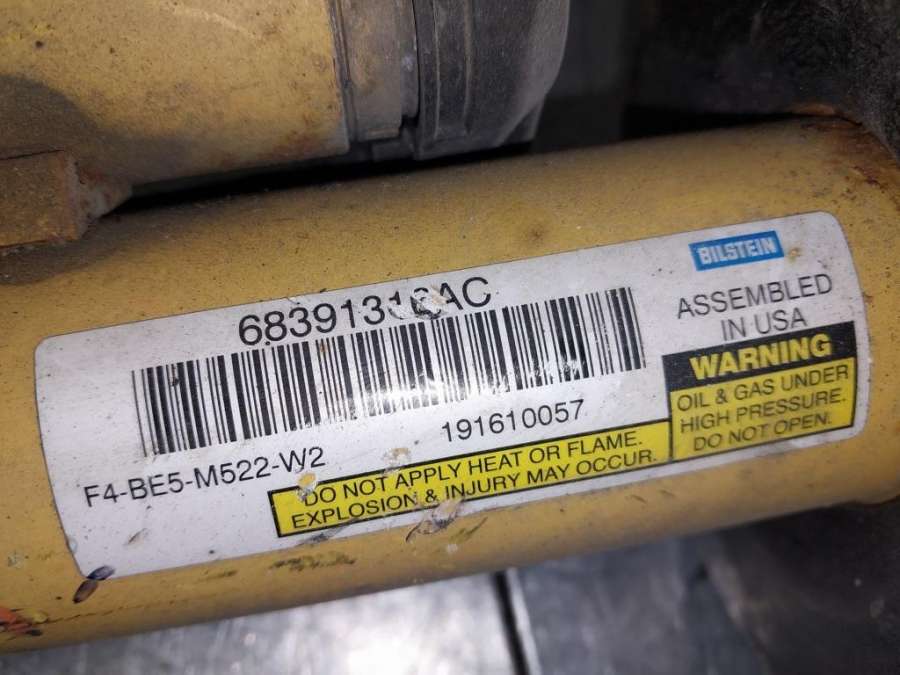 BILSTEIN
ASSEMBLED
IN USA
191610057
F4-BE5-M522-W2
DO NOT APPLY HEAT OR FLAME.
EXPLOSION & INJURY MAY OCCUR.
WARNING
OIL & GAS UNDER
HIGH PRESSURE.
DO NOT OPEN.